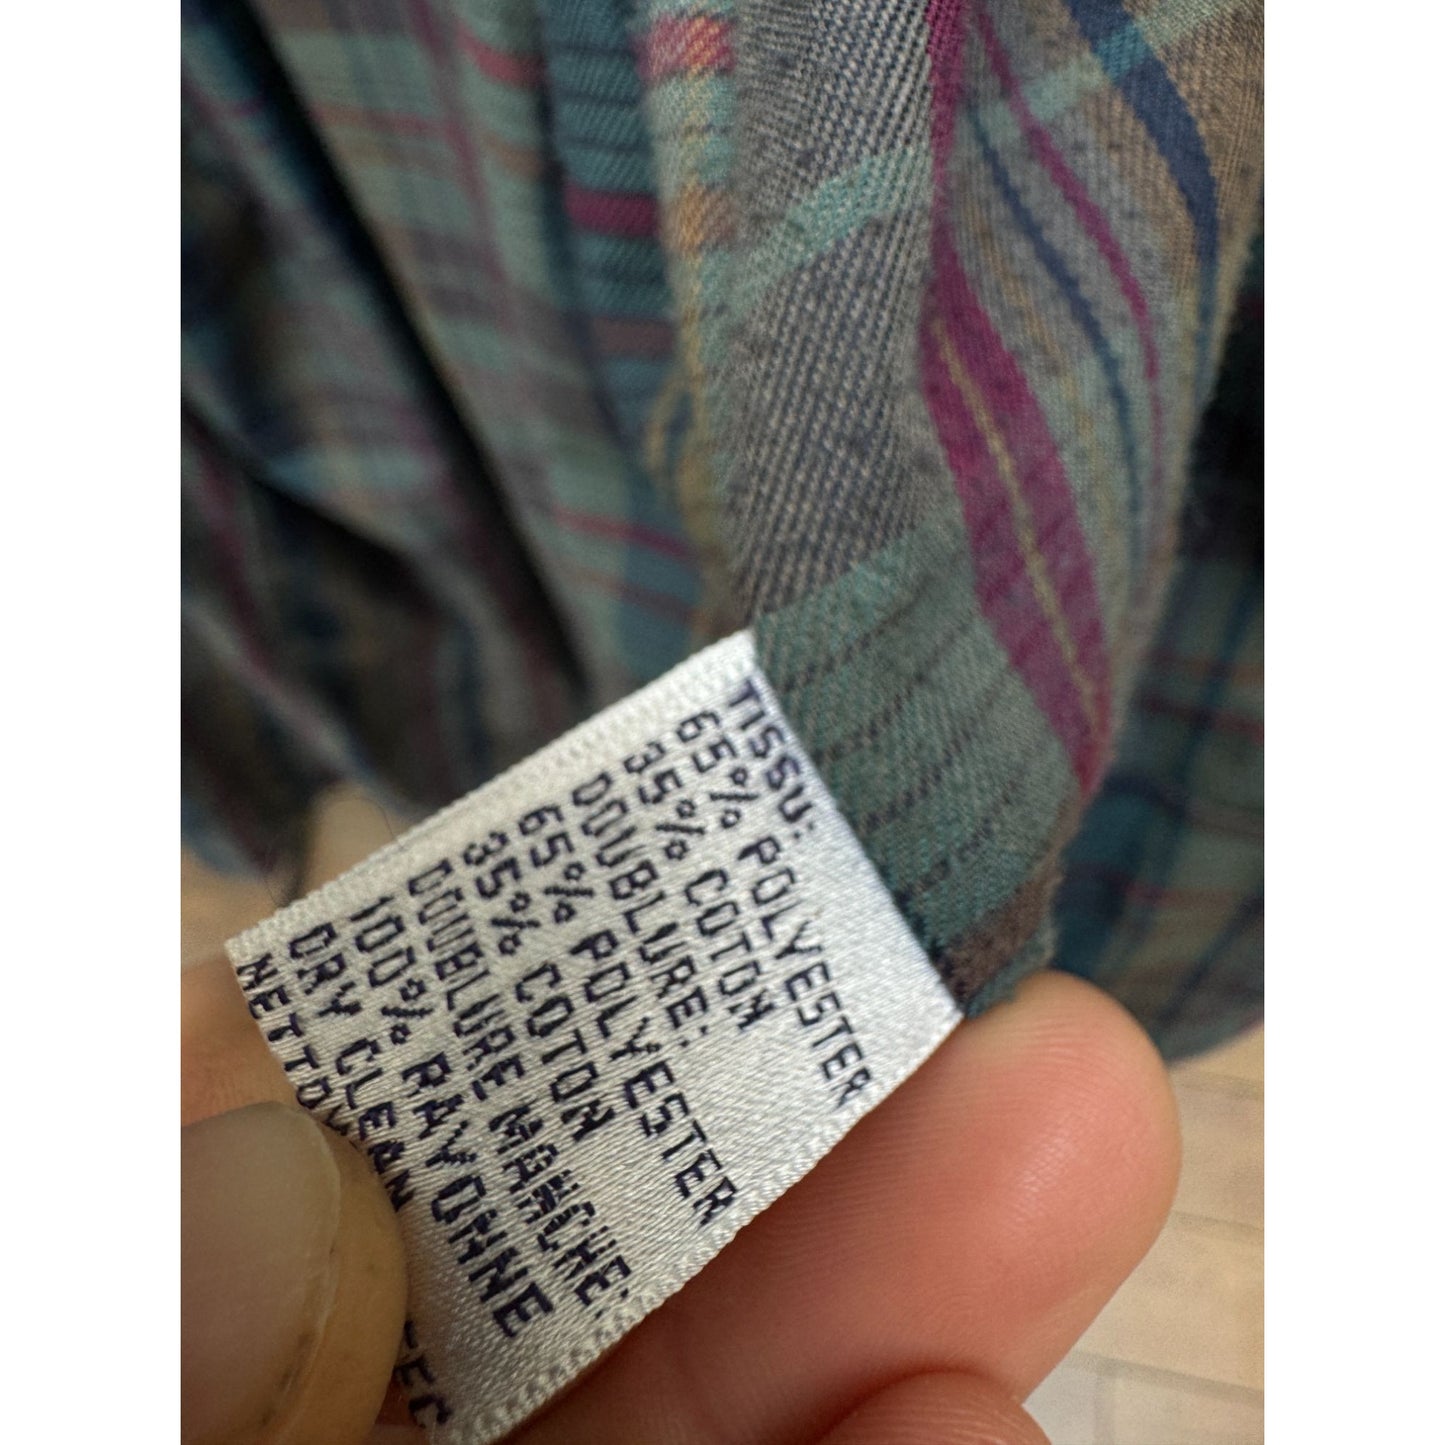 TISSU:
65% POLYESTER
35% COTON
DOUBLURE:
65% POLYESTER
35% COTON
DOUBLURE MANCHE:
100% RAYONNE
DRY CLEAN